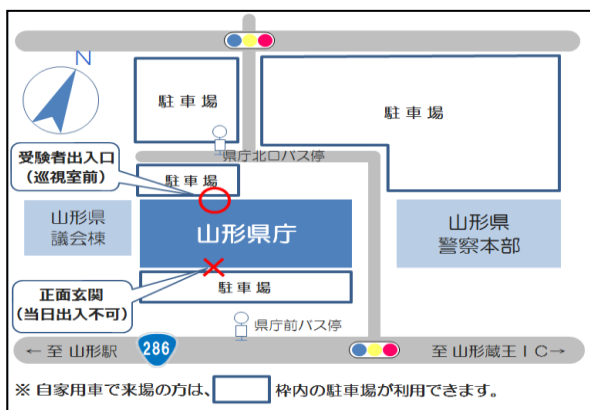 N
駐車場
駐車場
県庁北口バス停
受験者出入口
(巡視室前)
駐車場
山形県
議会棟
山形県庁
山形県
警察本部
正面玄関
(当日出入不可)
駐車場
県庁前バス停
← 至 山形駅
286
至 山形蔵王IC→
※ 自家用車で来場の方は、 枠内の駐車場が利用できます。